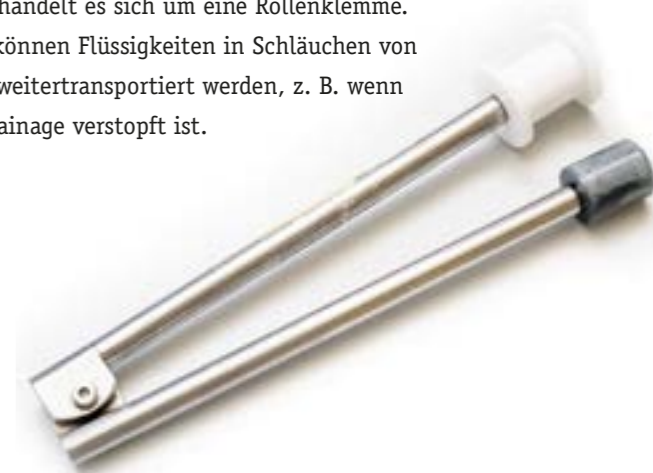 handelt es sich um eine Rollenklemme.
können Flüssigkeiten in Schläuchen von
weitertransportiert werden, z. B. wenn
ainage verstopft ist.